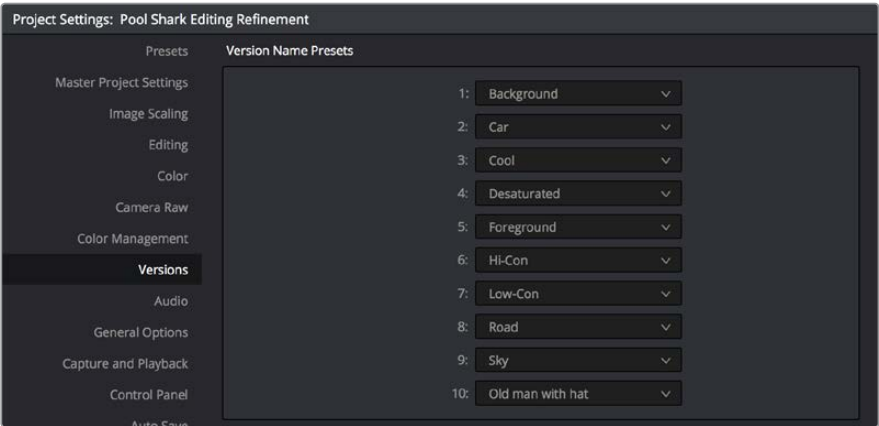 Project Settings: Pool Shark Editing Refinement
Presets
Master Project Settings
Image Scaling
Editing
Color
Camera Raw
Color Management
Versions
Audio
General Options
Capture and Playback
Control Panel
Auto Save
Version Name Presets
1: Background
2: Car
3: Cool
4: Desaturated
5: Foreground
6: Hi-Con
7: Low-Con
8: Road
9: Sky
10: Old man with hat